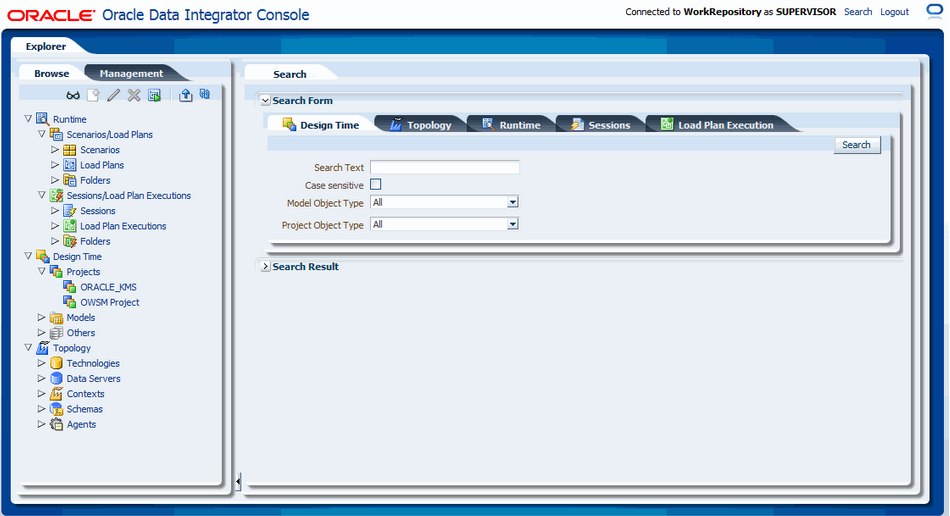 ORACLE Oracle Data Integrator Console
Connected to WorkRepository as SUPERVISOR Search Logout
Explorer
Browse Management
Runtime
Scenarios/Load Plans
Scenarios
Load Plans
Folders
Sessions/Load Plan Executions
Sessions
Load Plan Executions
Folders
Design Time
Projects
ORACLE_KMS
OWSM Project
Models
Others
Topology
Technologies
Data Servers
Contexts
Schemas
Agents
Search
Search Form
Design Time Topology Runtime Sessions Load Plan Execution
Search
Search Text
Case sensitive
Model Object Type All
Project Object Type All
Search Result